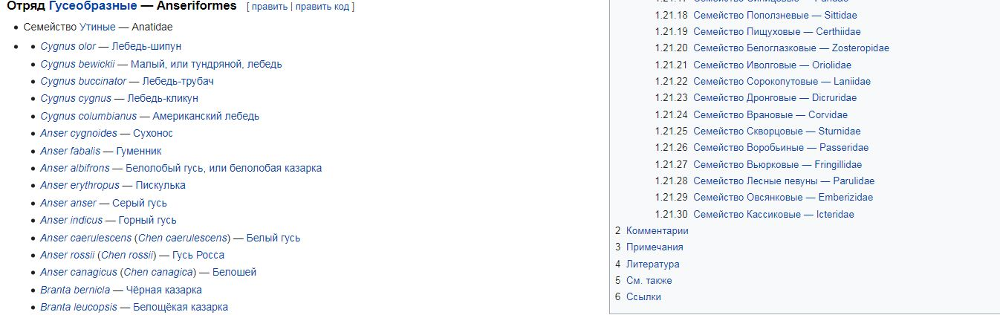 Отряд Гусеобразные — Anseriformes [ править | править код ]
Семейство Утиные — Anatidae
Cygnus olor — Лебедь-шипун
Cygnus bewickii — Малый, или тундряной, лебедь
Cygnus buccinator — Лебедь-трубач
Cygnus cygnus — Лебедь-кликун
Cygnus columbianus — Американский лебедь
Anser cygnoides — Сухонос
Anser fabalis — Гуменник
Anser albifrons — Белолобый гусь, или белолобая казарка
Anser erythropus — Пискулька
Anser anser — Серый гусь
Anser indicus — Горный гусь
Anser caerulescens (Chen caerulescens) — Белый гусь
Anser rossii (Chen rossii) — Гусь Росса
Anser canagicus (Chen canagica) — Белошей
Branta bernicla — Чёрная казарка
Branta leucopsis — Белощёкая казарка
1.21.18 Семейство Поползневые — Sittidae
1.21.19 Семейство Пищуховые — Certhiidae
1.21.20 Семейство Белоглазковые — Zosteropidae
1.21.21 Семейство Иволговые — Oriolidae
1.21.22 Семейство Сорокопутовые — Laniidae
1.21.23 Семейство Дронговые — Dicruridae
1.21.24 Семейство Врановые — Corvidae
1.21.25 Семейство Скворцовые — Sturnidae
1.21.26 Семейство Воробьиные — Passeridae
1.21.27 Семейство Вьюрковые — Fringillidae
1.21.28 Семейство Лесные певуны — Parulidae
1.21.29 Семейство Овсянковые — Emberizidae
1.21.30 Семейство Кассиковые — Icteridae
2 Комментарии
3 Примечания
4 Литература
5 См. также
6 Ссылки